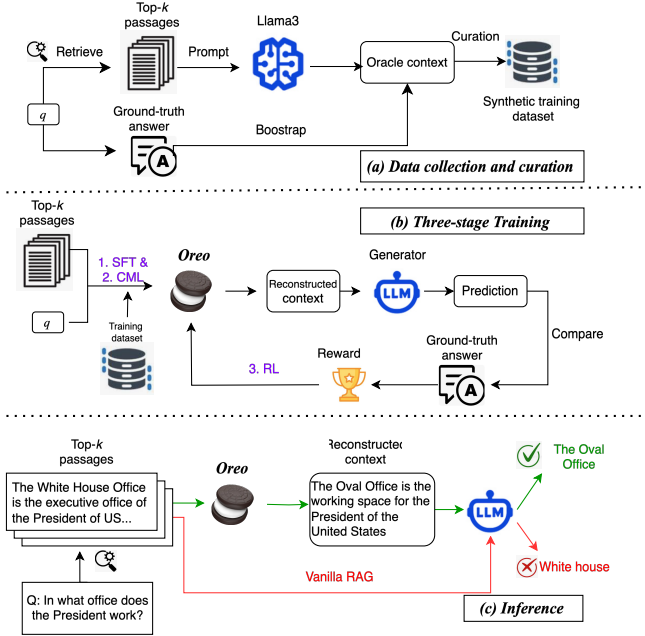 Top-k
passages
Llama3
Retrieve
Prompt
Oracle context
Curation
q
Synthetic training
dataset
Ground-truth
answer
A
Boostrap
(a) Data collection and curation
Top-k
passages
(b) Three-stage Training
1. SFT &
2. CML
Oreo
Generator
Reconstructed
context
LLM
Prediction
q
Training
dataset
Compare
3. RL
Reward
Ground-truth
answer
A
Top-k
passages
Oreo
Reconstructed
context
The Oval
Office
The White House Office
is the executive office of
the President of US...
The Oval Office is the
working space for the
President of the
United States
LLM
White house
Vanilla RAG
Q: In what office does
the President work?
(c) Inference